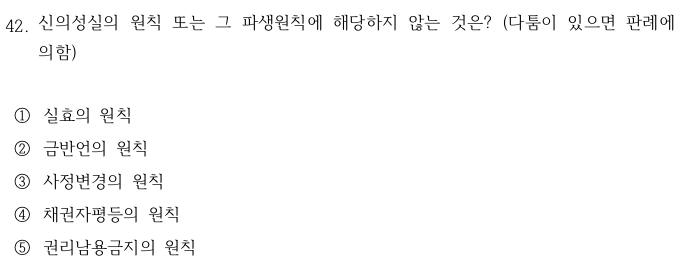 42. 신의성실의 원칙 또는 그 파생원칙에 해당하지 않는 것은? (다툼이 있으면 판례에
의함)
① 실효의 원칙
② 금반언의 원칙
③ 사정변경의 원칙
④ 채권자평등의 원칙
⑤ 권리남용금지의 원칙